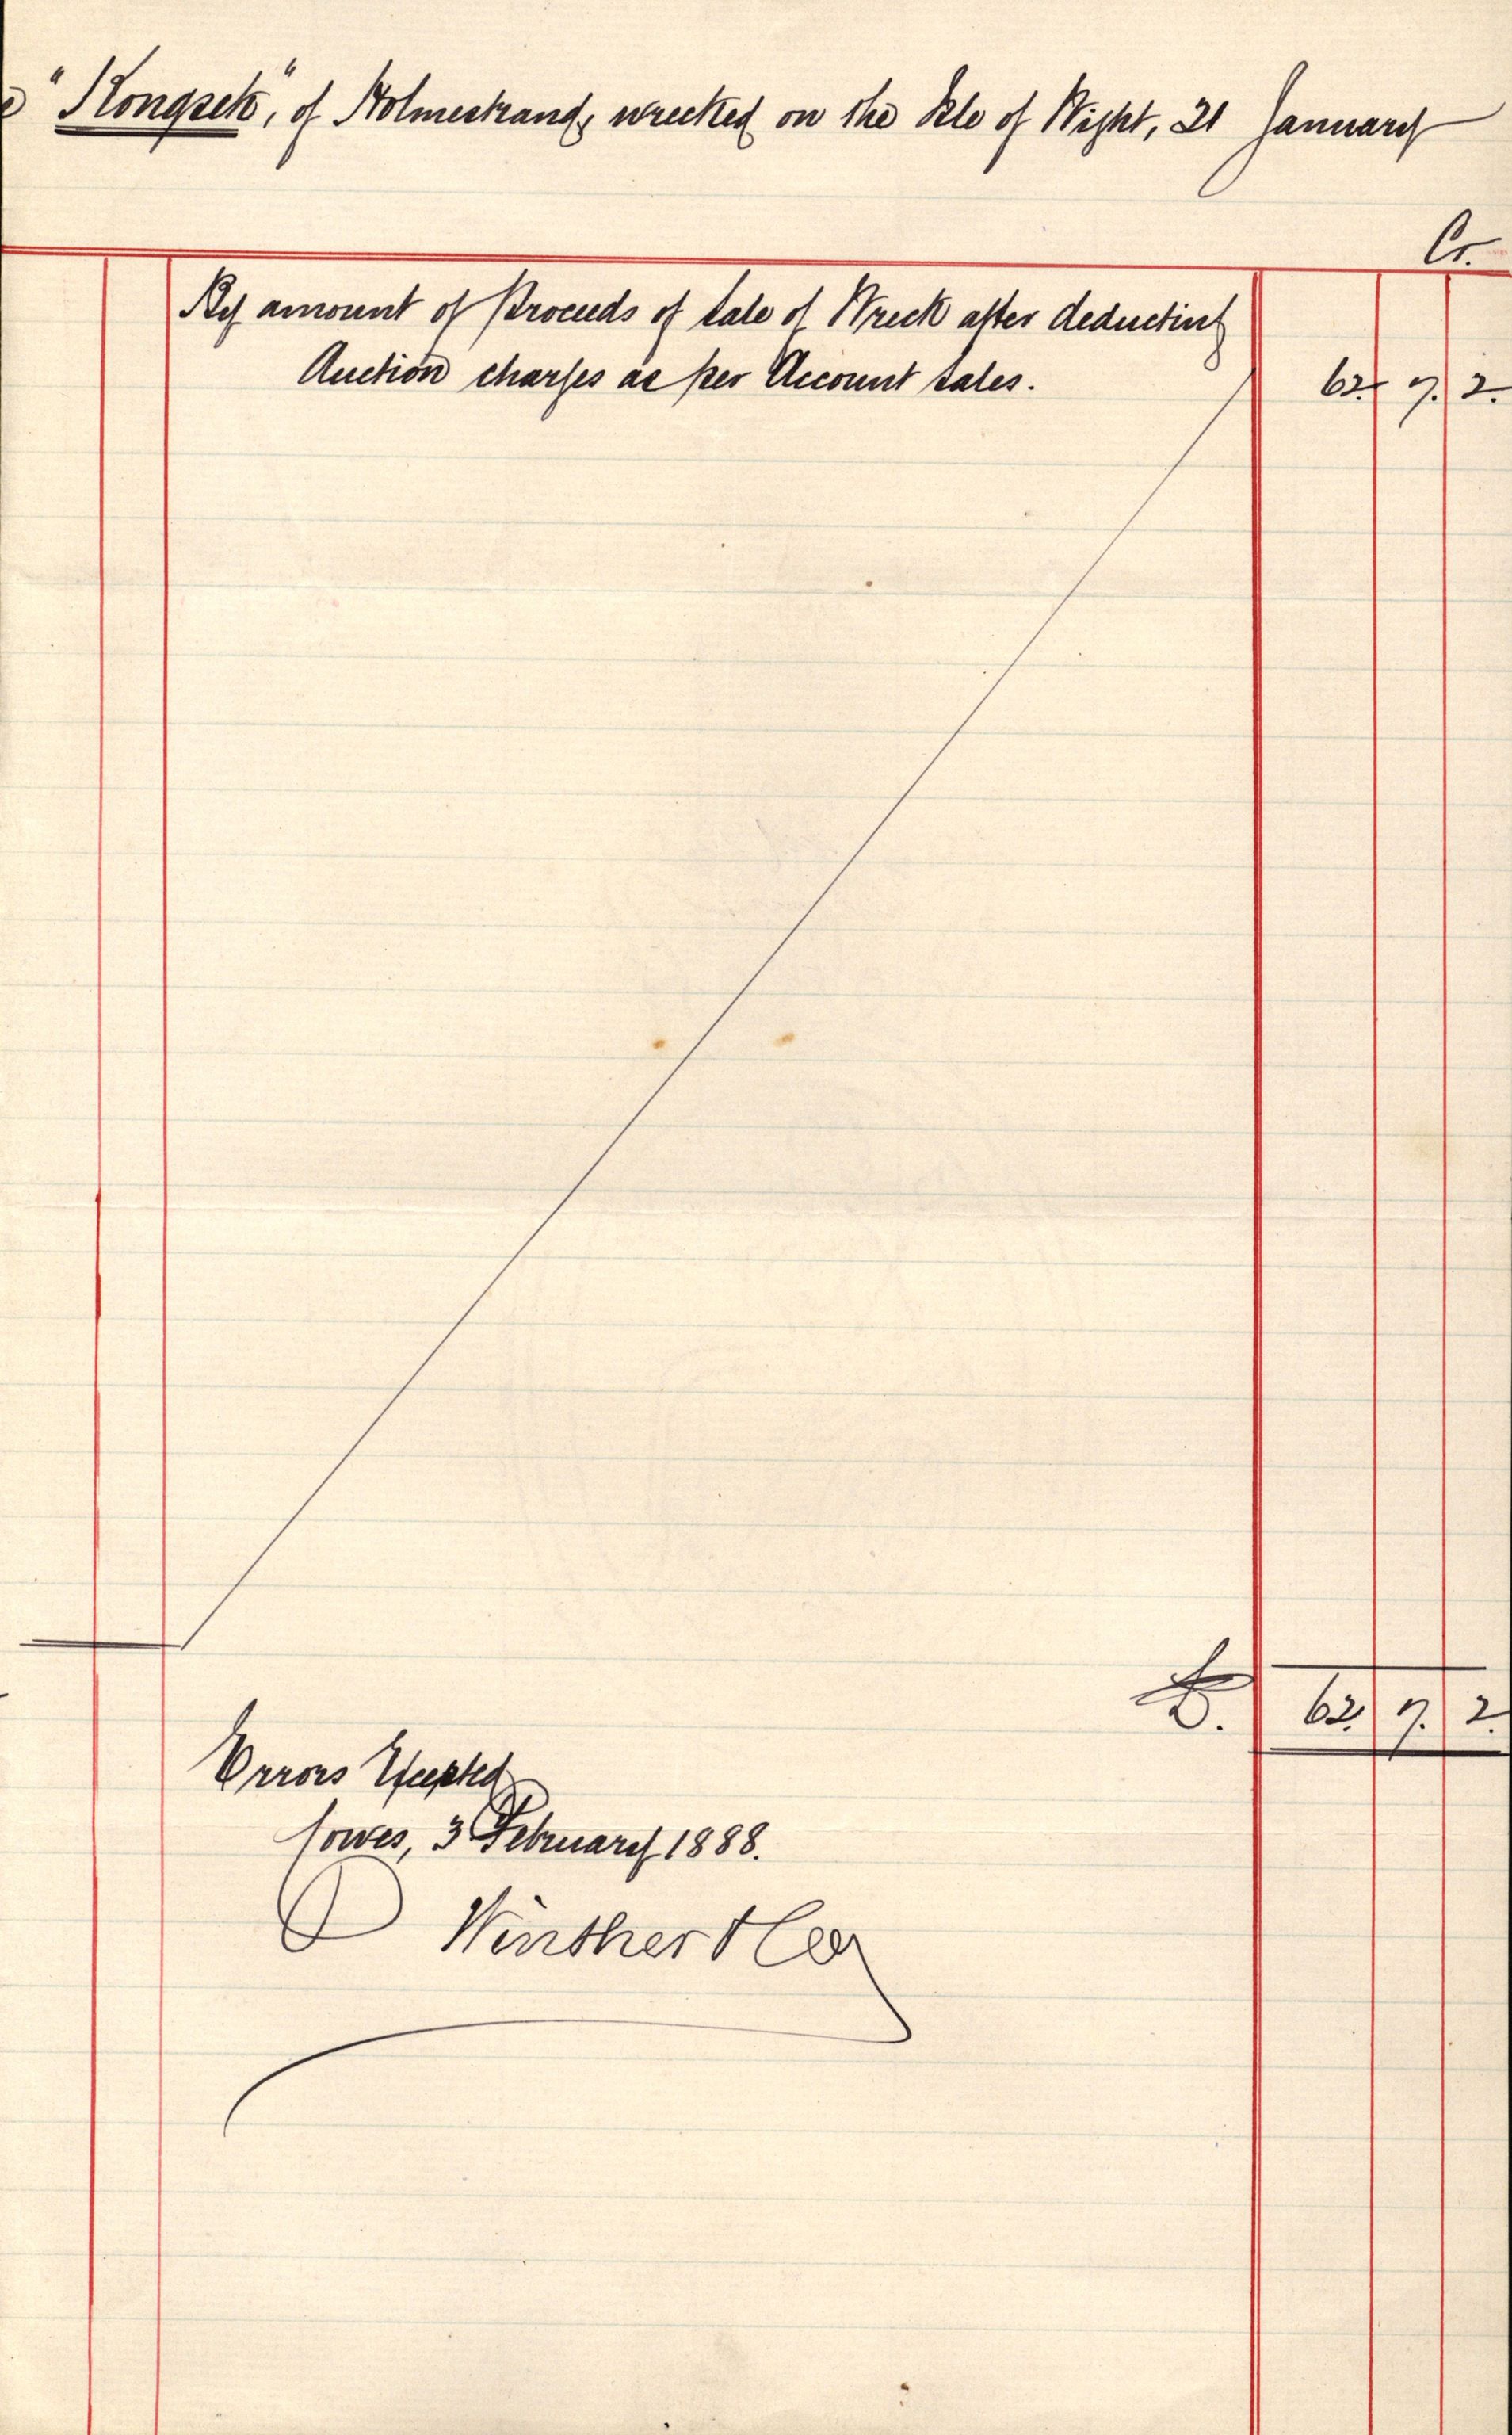 "Kongsek", of Holmestrand, wrecked on the Isle of Wight, 21 January
Cr.
By amount of Proceeds of Sale of Wreck after deducting
Auction charges as per Account Sales. 62. 7. 2.
£. 62. 7. 2.
Errors Excepted
Cowes, 3 February 1888.
Winther & Co